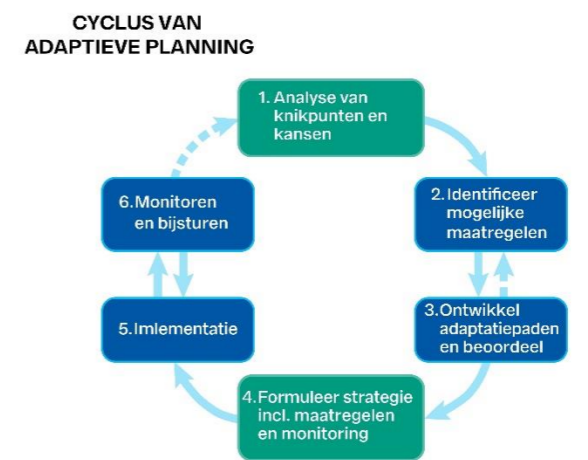 CYCLUS VAN
ADAPTIEVE PLANNING
1. Analyse van
knikpunten en
kansen
2. Identificeer
mogelijke
maatregelen
3. Ontwikkel
adaptatiepaden
en beoordeel
4. Formuleer strategie
incl. maatregelen
en monitoring
5. Imlementatie
6. Monitoren
en bijsturen